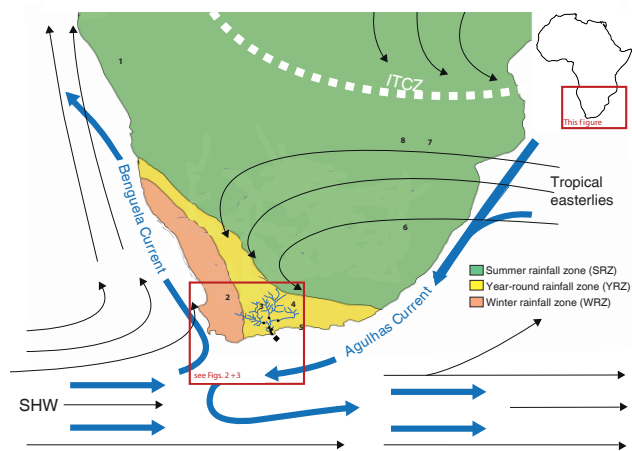 1
ITCZ
This figure
8
7
Tropical
easterlies
Benguela Current
6
Summer rainfall zone (SRZ)
Year-round rainfall zone (YRZ)
Winter rainfall zone (WRZ)
2
3
4
5
Agulhas Current
see Figs. 2+3
SHW